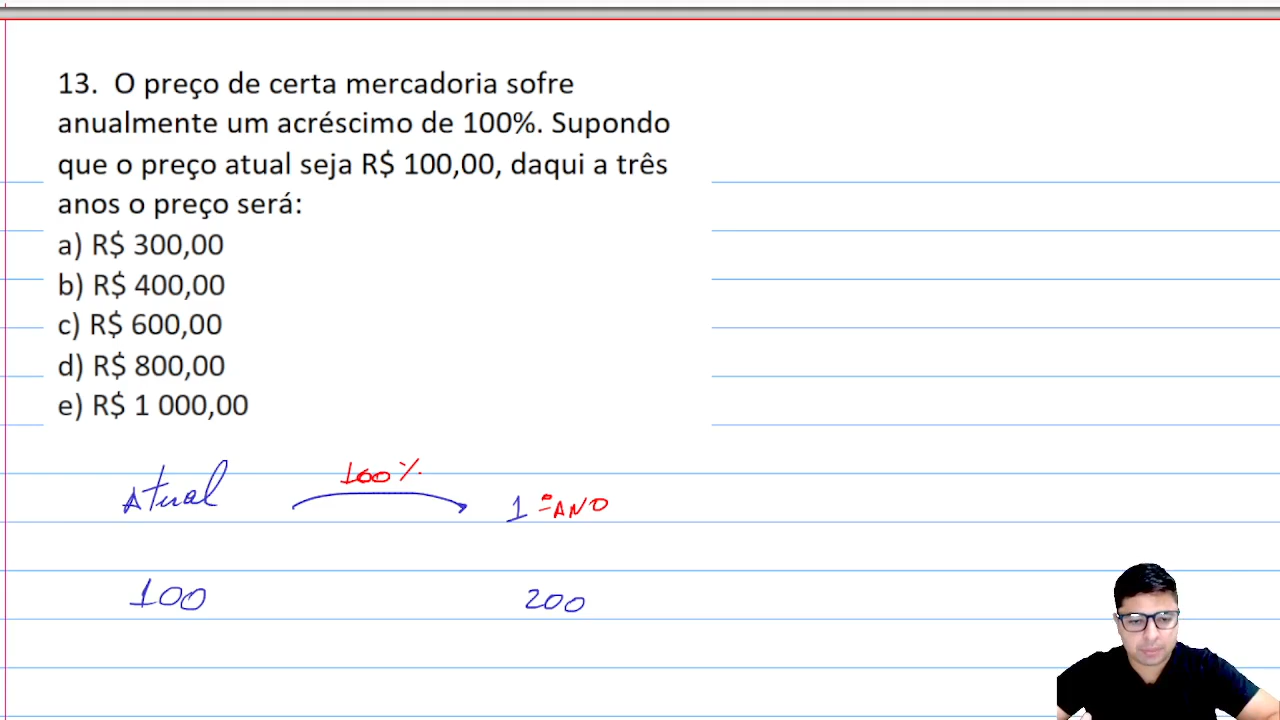 13. O preço de certa mercadoria sofre
anualmente um acréscimo de 100%. Supondo
que o preço atual seja R$ 100,00, daqui a três
anos o preço será:
a) R$ 300,00
b) R$ 400,00
c) R$ 600,00
d) R$ 800,00
e) R$ 1 000,00
100%
Atual 1º ANO
100 200